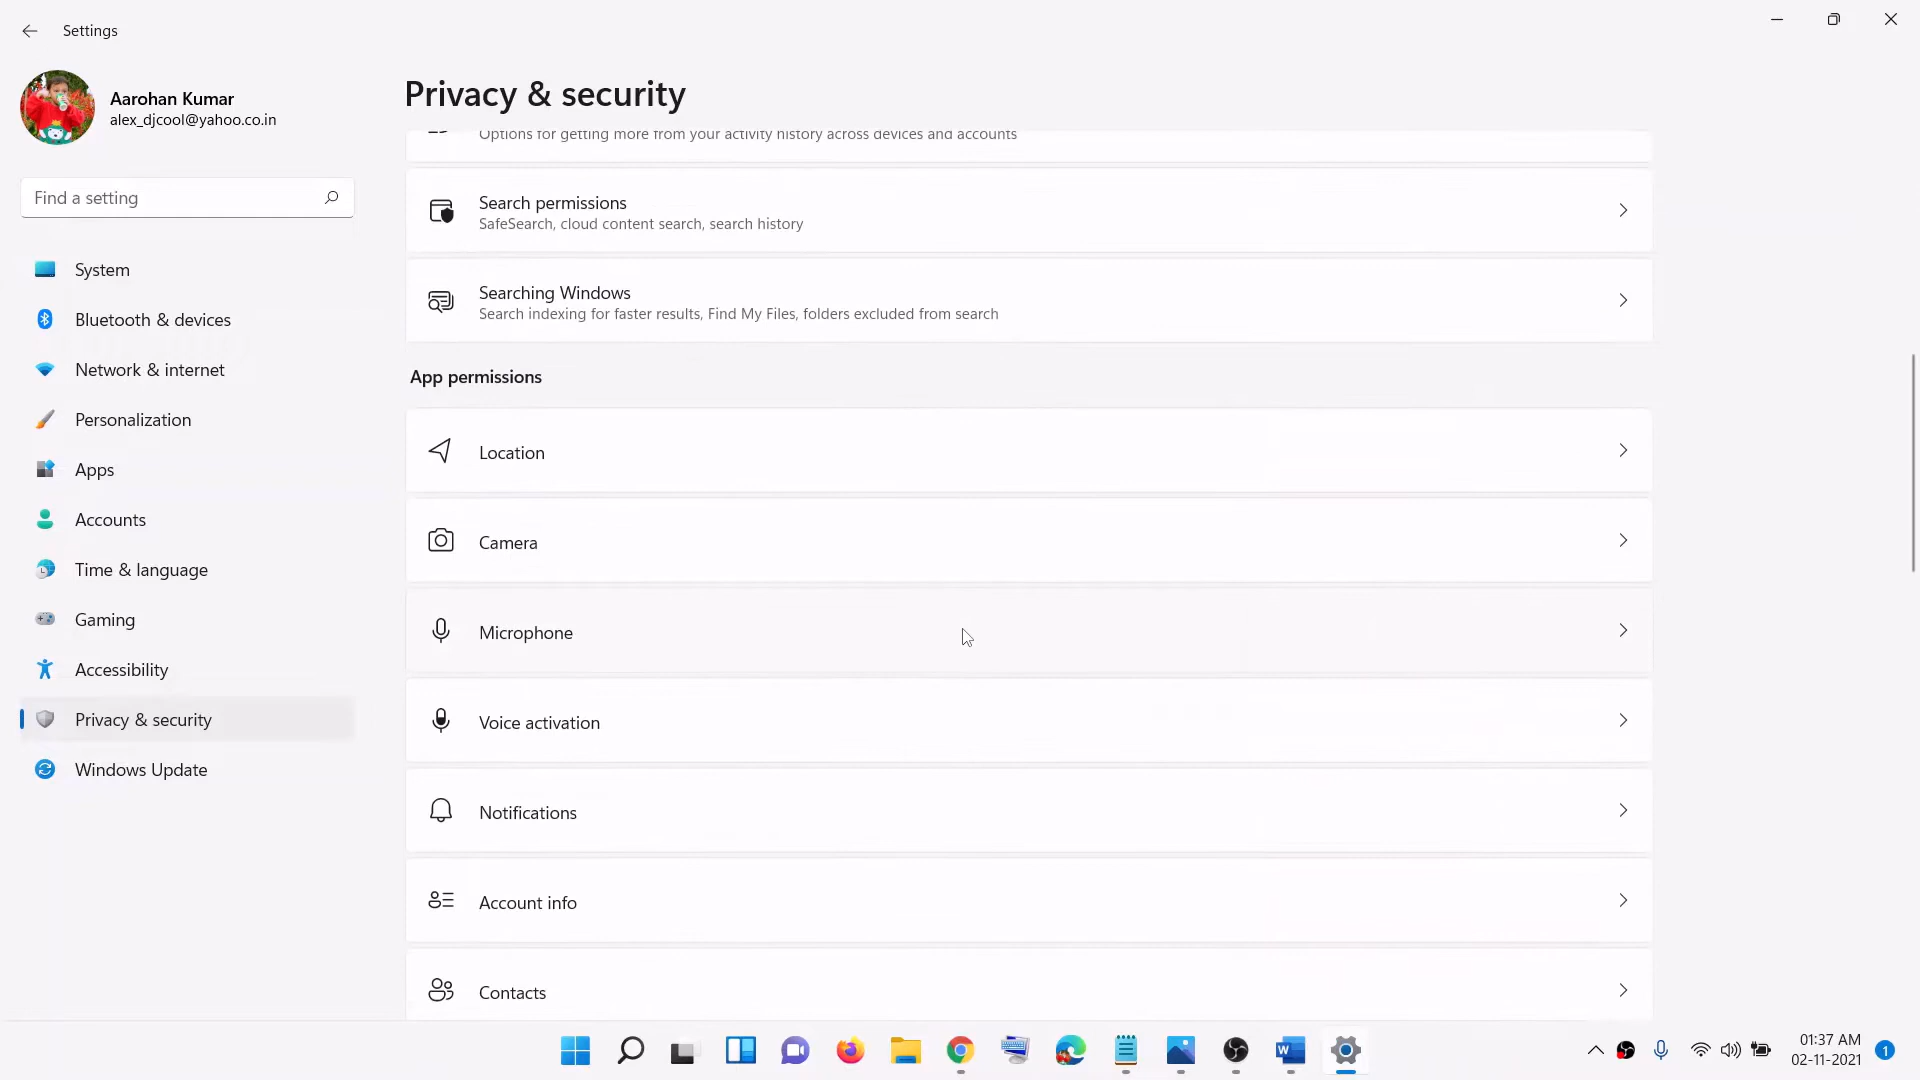 Settings
Aarohan Kumar
alex_djcool@yahoo.co.in
Find a setting
System
Bluetooth & devices
Network & internet
Personalization
Apps
Accounts
Time & language
Gaming
Accessibility
Privacy & security
Windows Update
Privacy & security
Options for getting more from your activity history across devices and accounts
Search permissions
SafeSearch, cloud content search, search history
Searching Windows
Search indexing for faster results, Find My Files, folders excluded from search
App permissions
Location
Camera
Microphone
Voice activation
Notifications
Account info
Contacts
W
01:37 AM
02-11-2021
1